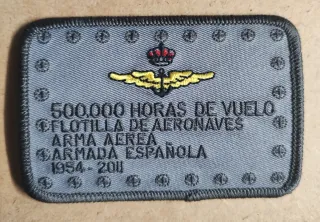 500.000 HORAS DE VUELO
FLOTILLA DE AERONAVES
ARMA AEREA
ARMADA ESPAÑOLA
1954-2011